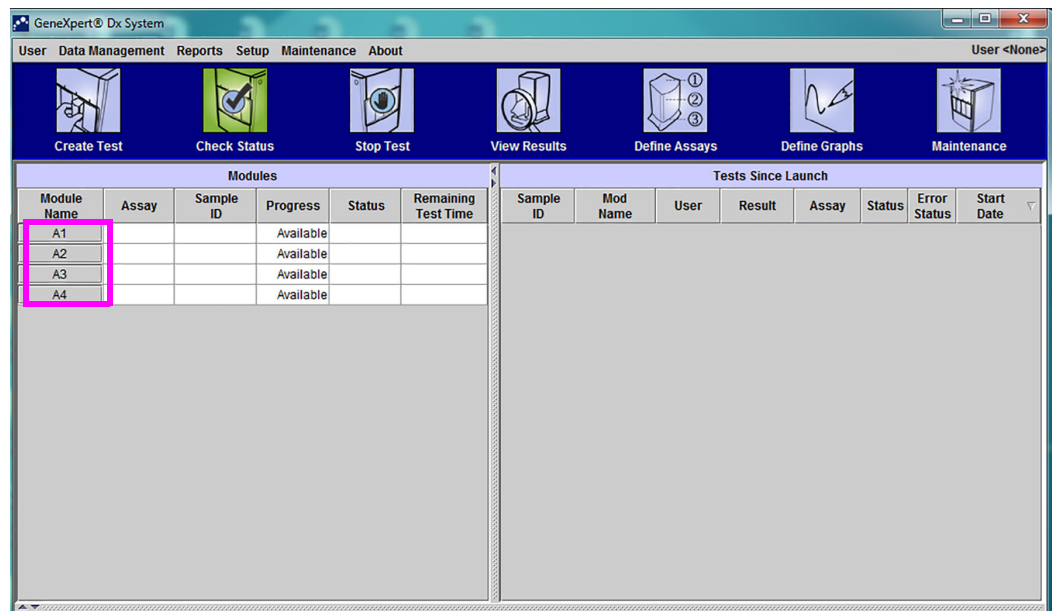 GeneXpert® Dx System
User Data Management Reports Setup Maintenance About User <None>
Create Test Check Status Stop Test View Results Define Assays Define Graphs Maintenance
1
2
3
Modules Tests Since Launch
Module Name Assay Sample ID Progress Status Remaining Test Time Sample ID Mod Name User Result Assay Status Error Status Start Date
A1 Available
A2 Available
A3 Available
A4 Available